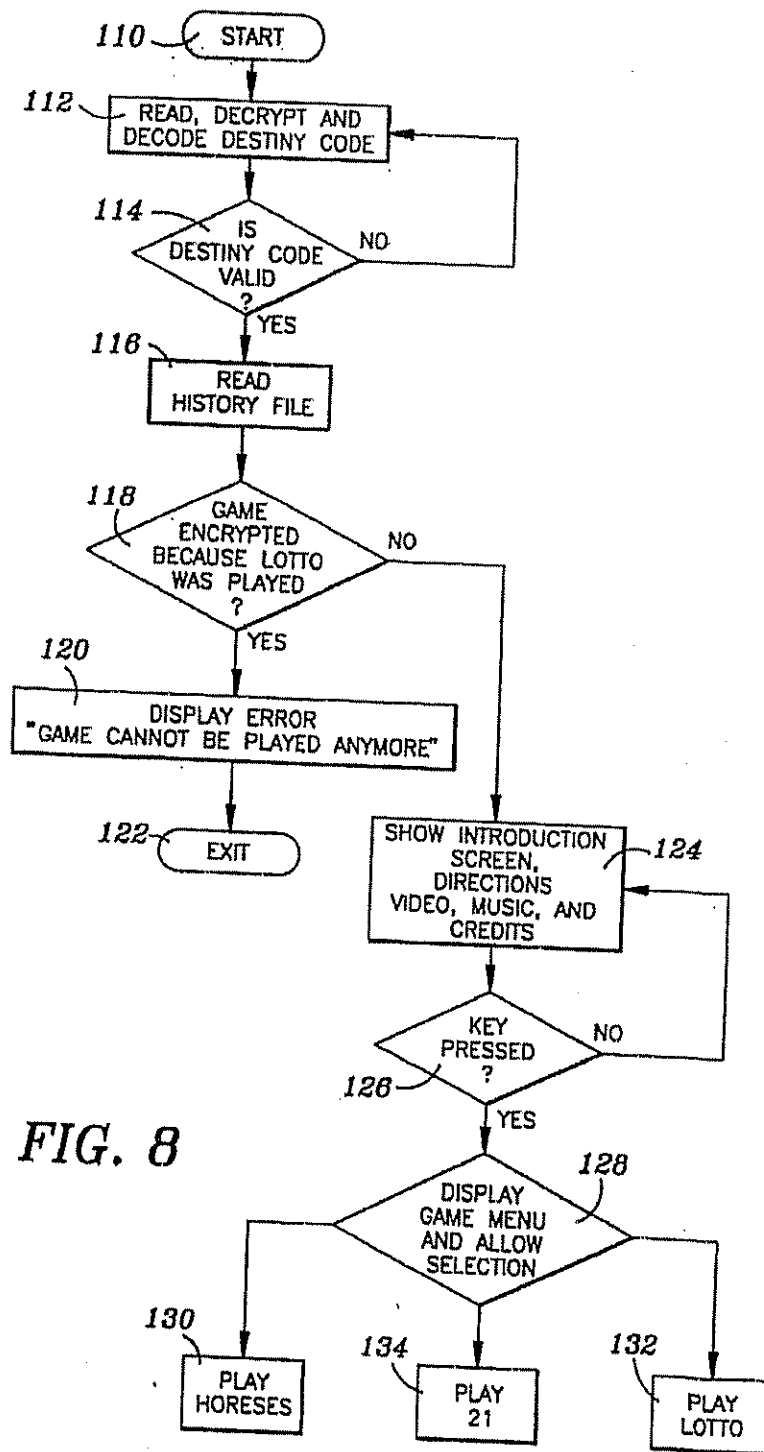 110
START
112
READ, DECRYPT AND
DECODE DESTINY CODE
114
IS
DESTINY CODE
VALID
?
NO
YES
116
READ
HISTORY FILE
118
GAME
ENCRYPTED
BECAUSE LOTTO
WAS PLAYED
?
NO
YES
120
DISPLAY ERROR
"GAME CANNOT BE PLAYED ANYMORE"
122
EXIT
SHOW INTRODUCTION
SCREEN,
DIRECTIONS
VIDEO, MUSIC, AND
CREDITS
124
KEY
PRESSED
?
126
NO
YES
FIG. 8
128
DISPLAY
GAME MENU
AND ALLOW
SELECTION
130
PLAY
HORESES
134
PLAY
21
132
PLAY
LOTTO